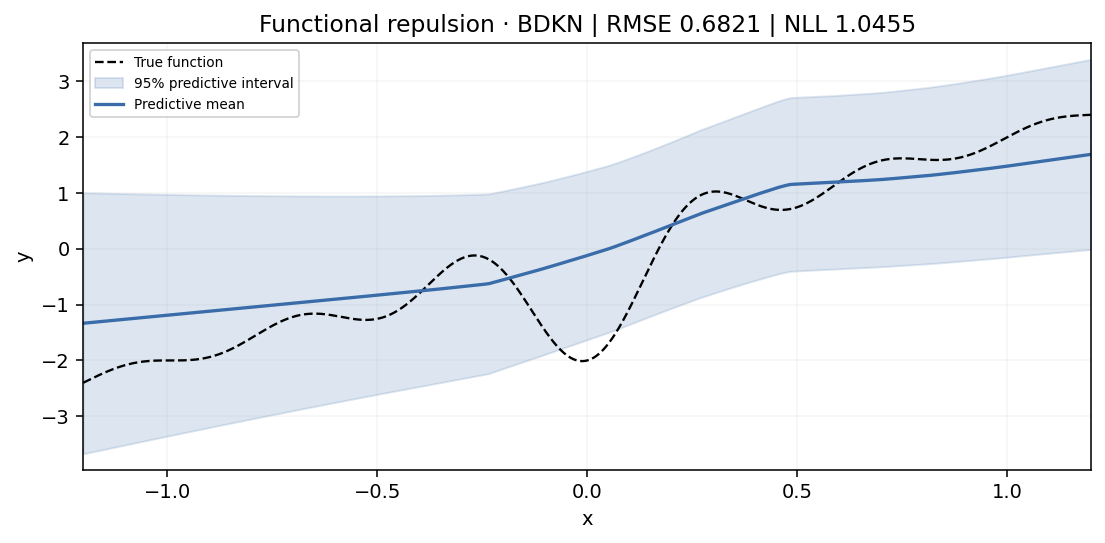 Functional repulsion · BDKN | RMSE 0.6821 | NLL 1.0455
True function
95% predictive interval
Predictive mean
3
2
1
0
−1
−2
−3
y
−1.0
−0.5
0.0
0.5
1.0
x